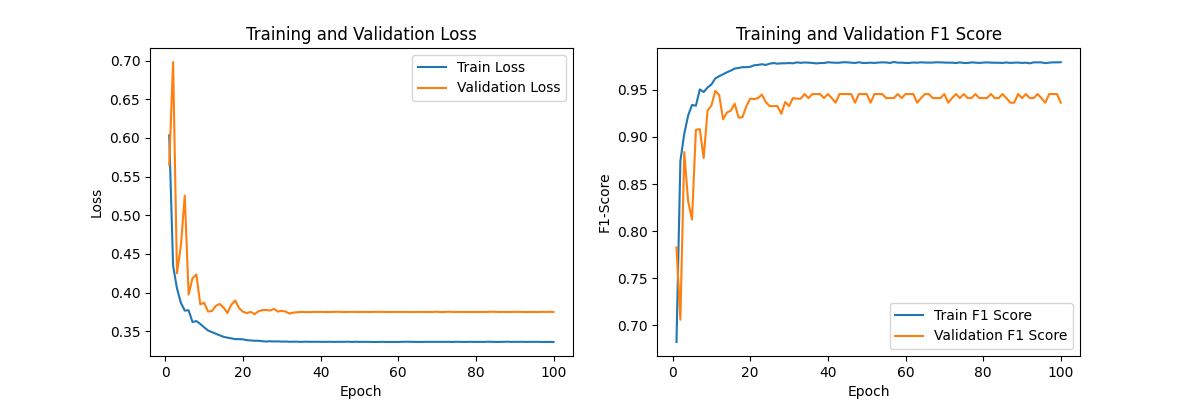 Training and Validation Loss
0.70
0.65
0.60
0.55
0.50
0.45
0.40
0.35
Loss
0
20
40
60
80
100
Epoch
Train Loss
Validation Loss
Training and Validation F1 Score
0.95
0.90
0.85
0.80
0.75
0.70
F1-Score
0
20
40
60
80
100
Epoch
Train F1 Score
Validation F1 Score